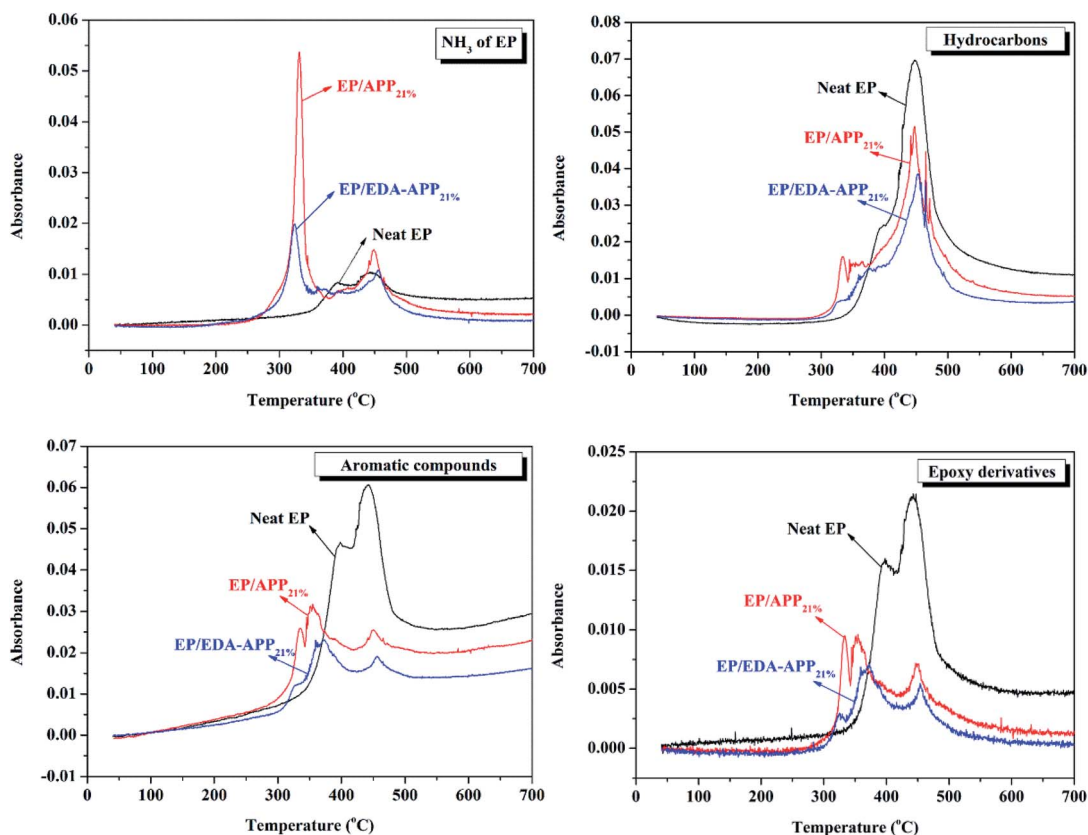 NH₃ of EP
0.06
0.05
0.04
0.03
0.02
0.01
0.00
Absorbance
EP/APP₂₁%
EP/EDA-APP₂₁%
Neat EP
0 100 200 300 400 500 600 700
Temperature (°C)
Hydrocarbons
0.08
0.07
0.06
0.05
0.04
0.03
0.02
0.01
0.00
-0.01
Absorbance
Neat EP
EP/APP₂₁%
EP/EDA-APP₂₁%
0 100 200 300 400 500 600 700
Temperature (°C)
Aromatic compounds
0.07
0.06
0.05
0.04
0.03
0.02
0.01
0.00
-0.01
Absorbance
Neat EP
EP/APP₂₁%
EP/EDA-APP₂₁%
0 100 200 300 400 500 600 700
Temperature (°C)
Epoxy derivatives
0.025
0.020
0.015
0.010
0.005
0.000
Absorbance
Neat EP
EP/APP₂₁%
EP/EDA-APP₂₁%
0 100 200 300 400 500 600 700
Temperature (°C)